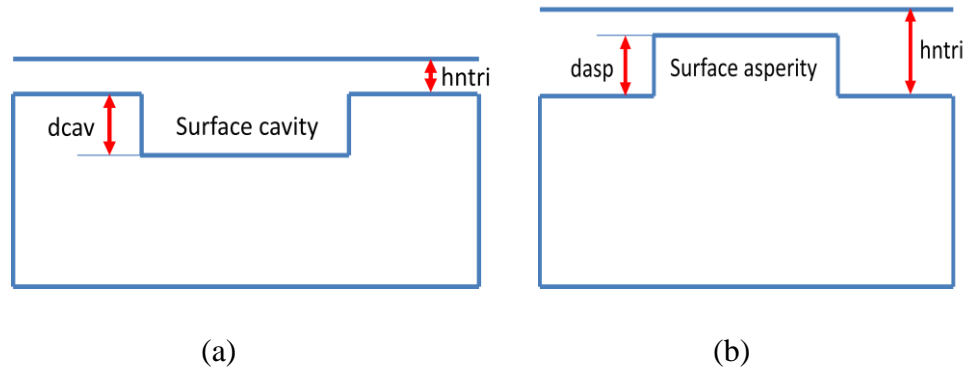 hntri
dcav
Surface cavity
(a)
hntri
dasp
Surface asperity
(b)